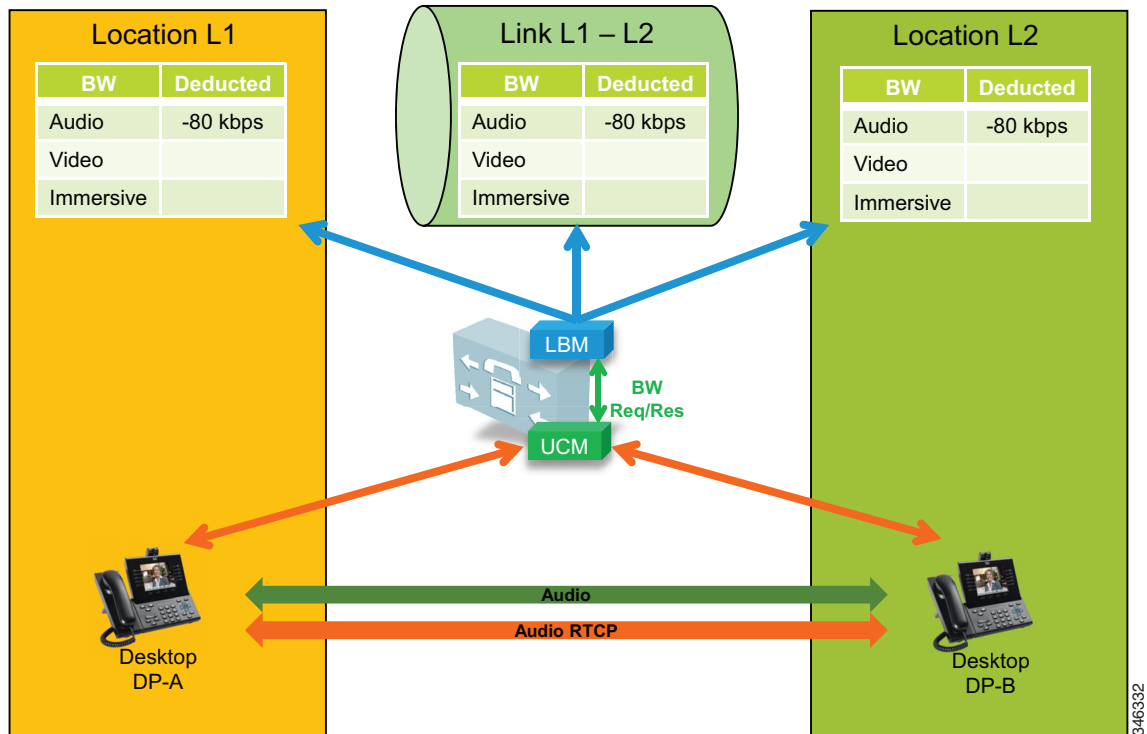 Location L1
BW Deducted
Audio -80 kbps
Video
Immersive
Link L1 – L2
BW Deducted
Audio -80 kbps
Video
Immersive
Location L2
BW Deducted
Audio -80 kbps
Video
Immersive
LBM
BW
Req/Res
UCM
Audio
Audio RTCP
Desktop
DP-A
Desktop
DP-B
346332